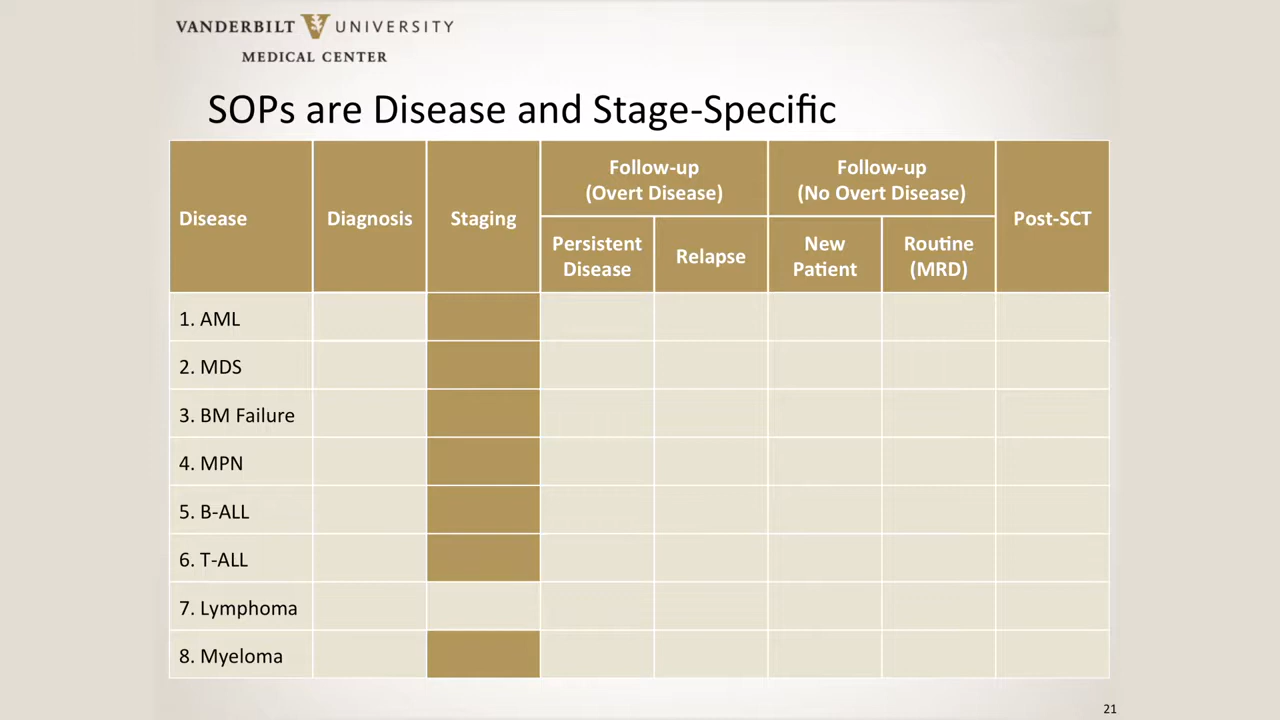 VANDERBILT UNIVERSITY
MEDICAL CENTER
SOPs are Disease and Stage-Specific
Disease
Diagnosis
Staging
Follow-up
(Overt Disease)
Follow-up
(No Overt Disease)
Post-SCT
Persistent
Disease
Relapse
New
Patient
Routine
(MRD)
1. AML
2. MDS
3. BM Failure
4. MPN
5. B-ALL
6. T-ALL
7. Lymphoma
8. Myeloma
21